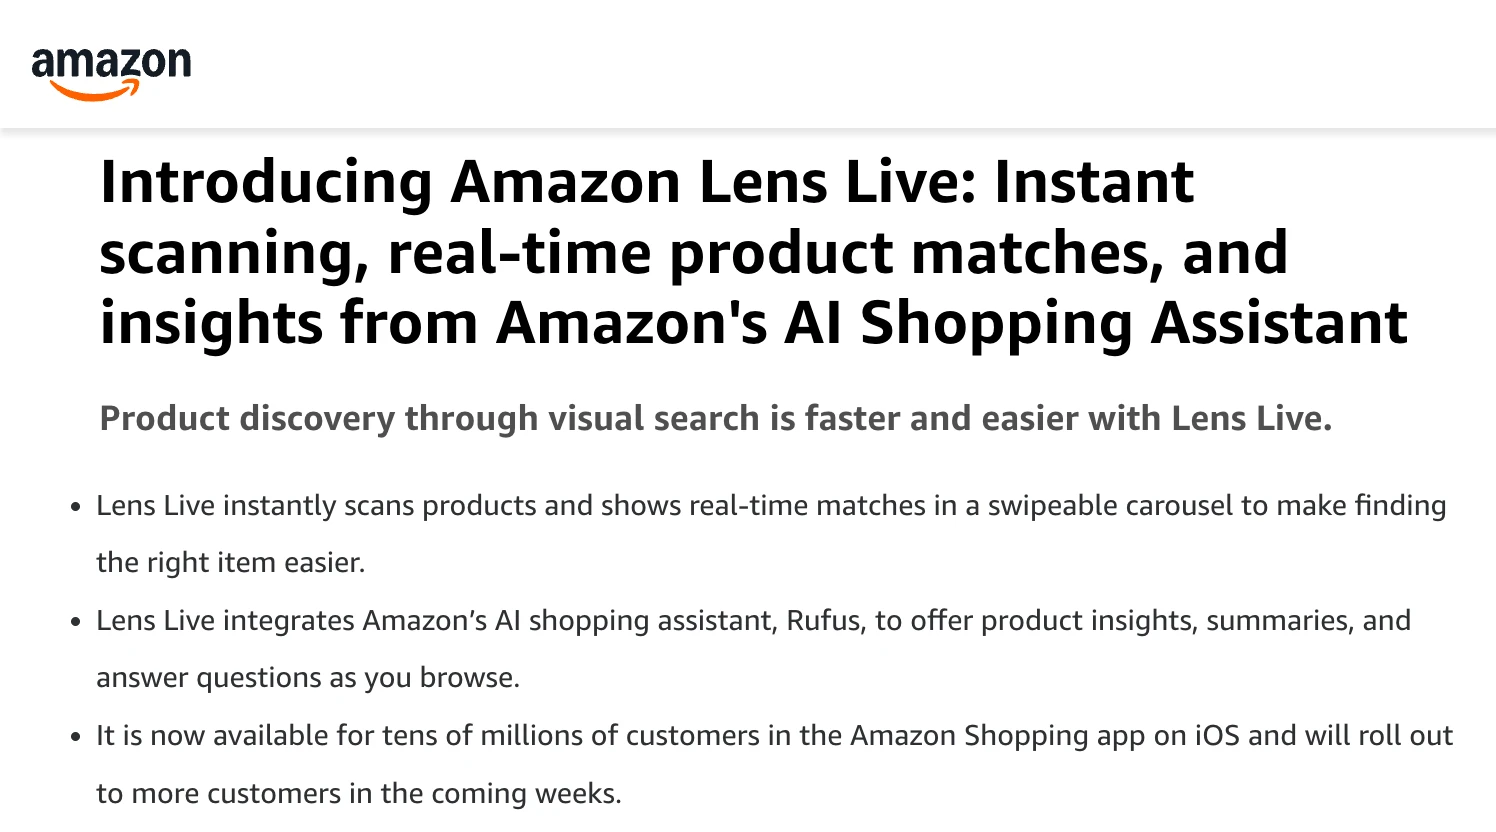 amazon
Introducing Amazon Lens Live: Instant
scanning, real-time product matches, and
insights from Amazon's AI Shopping Assistant
Product discovery through visual search is faster and easier with Lens Live.
• Lens Live instantly scans products and shows real-time matches in a swipeable carousel to make finding
the right item easier.
• Lens Live integrates Amazon’s AI shopping assistant, Rufus, to offer product insights, summaries, and
answer questions as you browse.
• It is now available for tens of millions of customers in the Amazon Shopping app on iOS and will roll out
to more customers in the coming weeks.